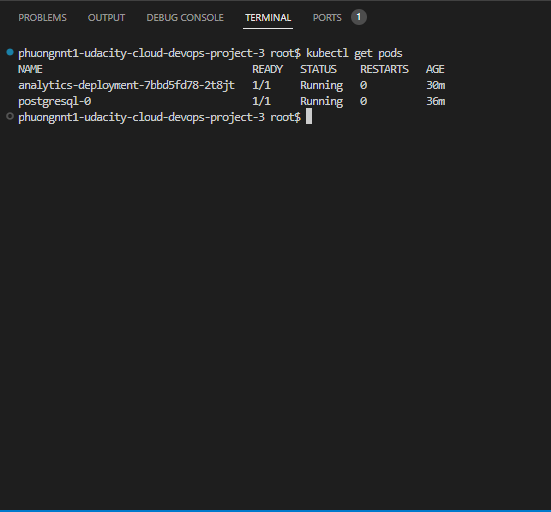 PROBLEMS OUTPUT DEBUG CONSOLE TERMINAL PORTS 1
phuongnnt1-udacity-cloud-devops-project-3 root$ kubectl get pods
NAME READY STATUS RESTARTS AGE
analytics-deployment-7bbd5fd78-2t8jt 1/1 Running 0 30m
postgresql-0 1/1 Running 0 36m
phuongnnt1-udacity-cloud-devops-project-3 root$